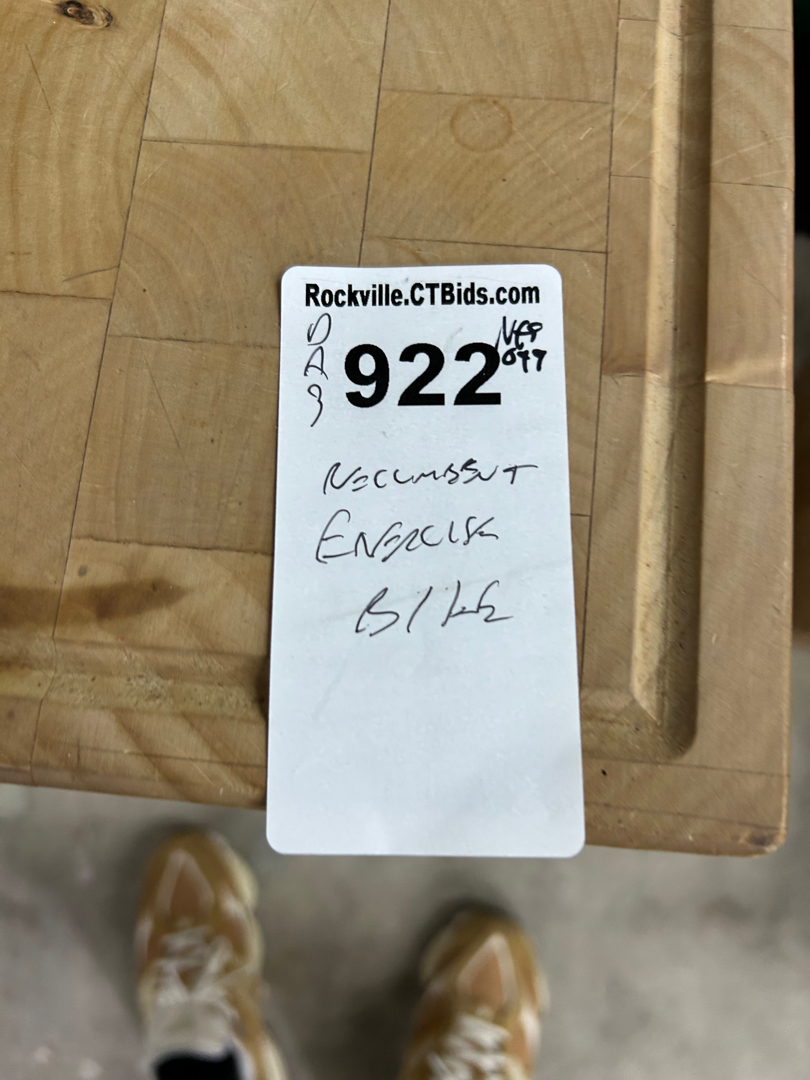 Rockville.CTBids.com
922
RECUMBENT
EXERCISE
BIKE